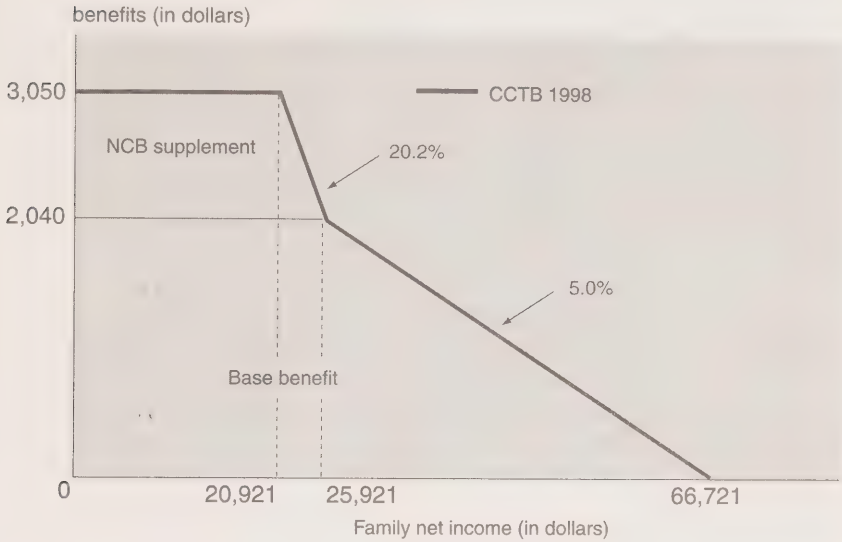 benefits (in dollars)
3,050
CCTB 1998
NCB supplement
20.2%
2,040
5.0%
Base benefit
0
20,921
25,921
66,721
Family net income (in dollars)